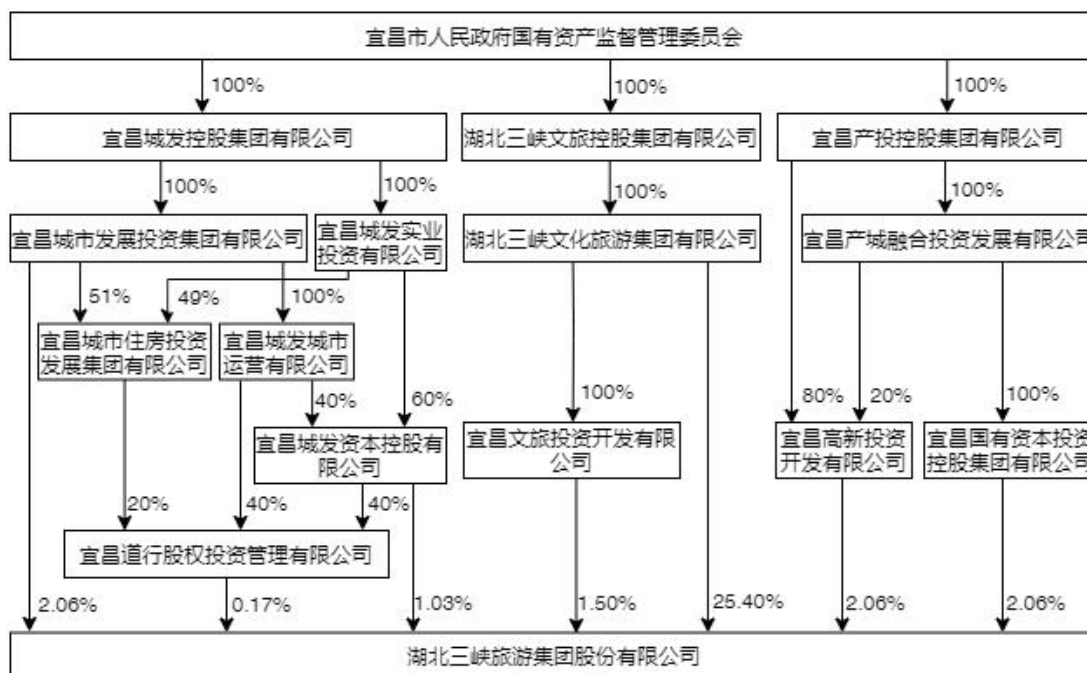 宜昌市人民政府国有资产监督管理委员会
100%
100%
100%
宜昌城发控股集团有限公司
湖北三峡文旅控股集团有限公司
宜昌产投控股集团有限公司
100%
100%
100%
100%
宜昌城市发展投资集团有限公司
宜昌城发实业
投资有限公司
湖北三峡文化旅游集团有限公司
宜昌产城融合投资发展有限公司
51%
49%
100%
宜昌城市住房投资
发展集团有限公司
宜昌城发城市
运营有限公司
40%
60%
100%
80%
20%
100%
宜昌城发资本控股有
限公司
宜昌文旅投资开发有限
公司
宜昌高新投资
开发有限公司
宜昌国有资本投资
控股集团有限公司
20%
40%
40%
宜昌道行股权投资管理有限公司
2.06%
0.17%
1.03%
1.50%
25.40%
2.06%
2.06%
湖北三峡旅游集团股份有限公司